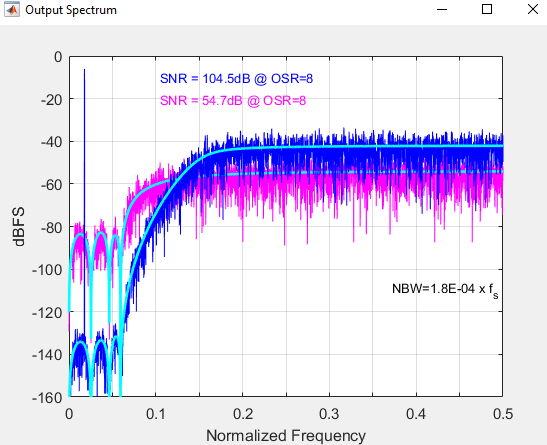 Output Spectrum
SNR = 104.5dB @ OSR=8
SNR = 54.7dB @ OSR=8
NBW=1.8E-04 x fs
dBFS
0
-20
-40
-60
-80
-100
-120
-140
-160
0
0.1
0.2
0.3
0.4
0.5
Normalized Frequency